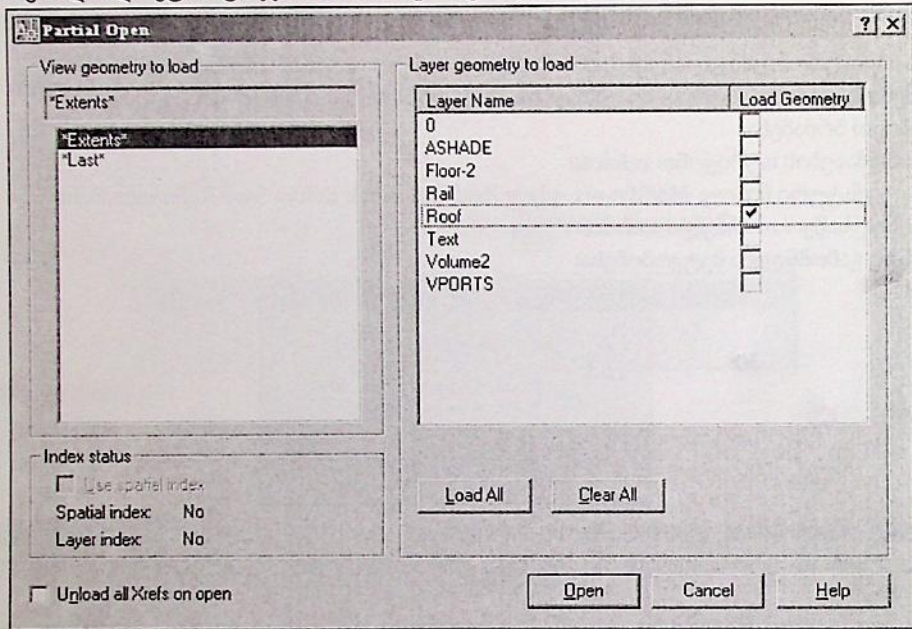 Partial Open
View geometry to load
*Extents*
*Extents*
*Last*
Index status
Use spatial index
Spatial index: No
Layer index: No
Unload all Xrefs on open
Layer geometry to load
Layer Name Load Geometry
0
ASHADE
Floor-2
Rail
Roof
Text
Volume2
VPORTS
Load All Clear All
Open Cancel Help